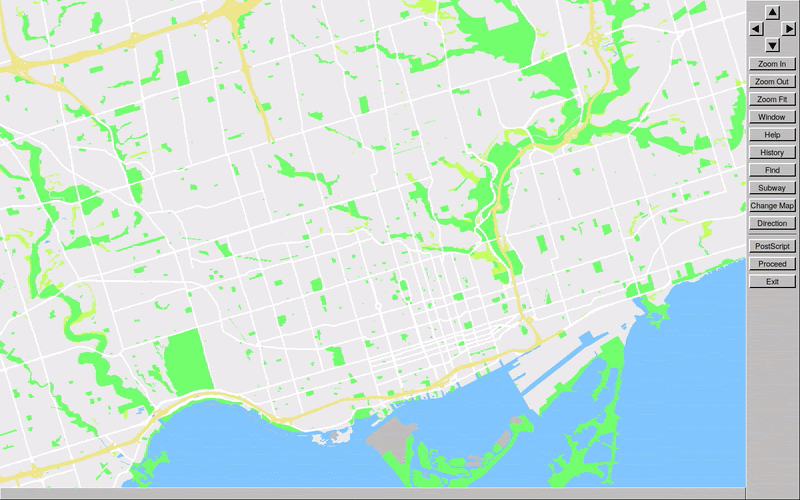 Zoom In
Zoom Out
Zoom Fit
Window
Help
History
Find
Subway
Change Map
Direction
PostScript
Proceed
Exit